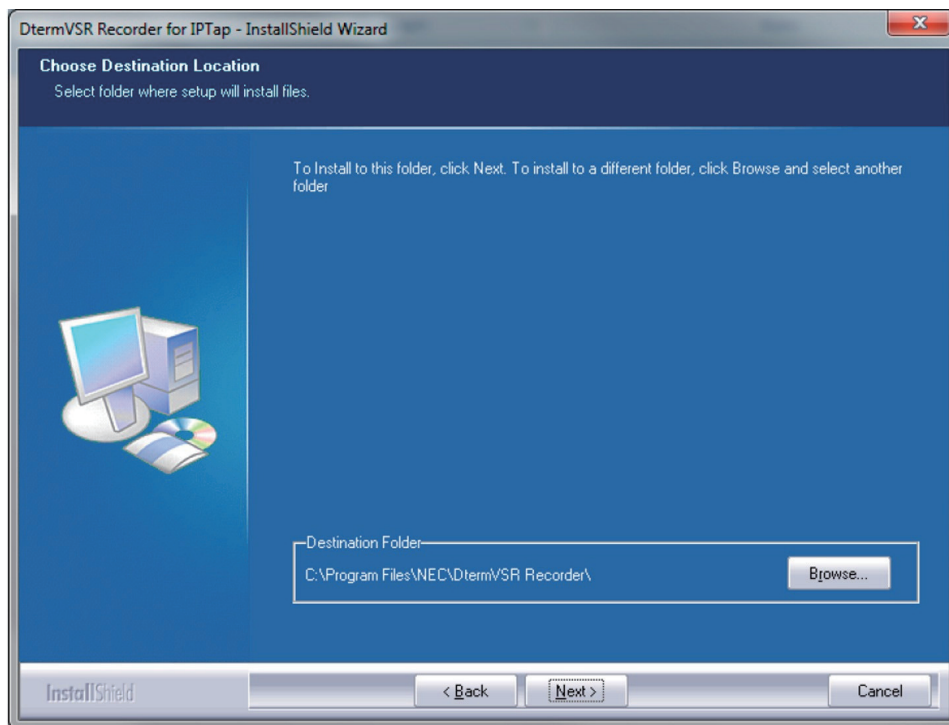 DtermVSR Recorder for IPTap - InstallShield Wizard
Choose Destination Location
Select folder where setup will install files.
To Install to this folder, click Next. To install to a different folder, click Browse and select another
folder
Destination Folder
C:\Program Files\NEC\DtermVSR Recorder\
Browse...
InstallShield
< Back
Next >
Cancel